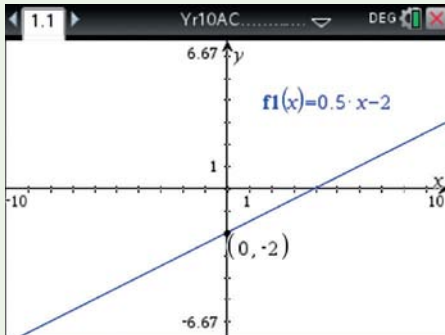 1.1 Yr10AC............ DEG
6.67 y
f1(x)=0.5·x−2
1
x
-10 1 10
(0,-2)
-6.67